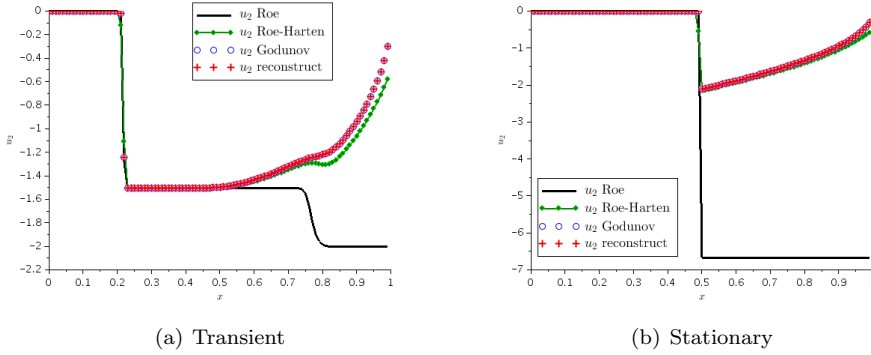 u₂ Roe
u₂ Roe-Harten
u₂ Godunov
u₂ reconstruct
0
-0.2
-0.4
-0.6
-0.8
-1
-1.2
-1.4
-1.6
-1.8
-2
-2.2
u₂
0 0.1 0.2 0.3 0.4 0.5 0.6 0.7 0.8 0.9 1
x
(a) Transient
0
-1
-2
-3
-4
-5
-6
-7
u₂
u₂ Roe
u₂ Roe-Harten
u₂ Godunov
u₂ reconstruct
0 0.1 0.2 0.3 0.4 0.5 0.6 0.7 0.8 0.9
x
(b) Stationary